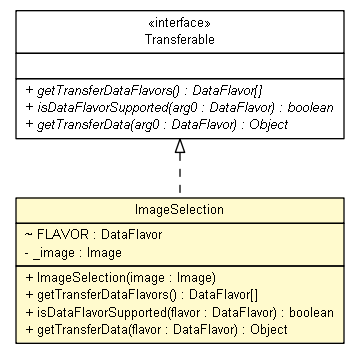 «interface»
Transferable
+ getTransferDataFlavors() : DataFlavor[]
+ isDataFlavorSupported(arg0 : DataFlavor) : boolean
+ getTransferData(arg0 : DataFlavor) : Object
ImageSelection
~ FLAVOR : DataFlavor
- _image : Image
+ ImageSelection(image : Image)
+ getTransferDataFlavors() : DataFlavor[]
+ isDataFlavorSupported(flavor : DataFlavor) : boolean
+ getTransferData(flavor : DataFlavor) : Object